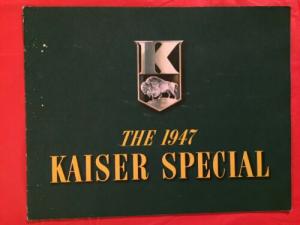 K
THE 1947
KAISER SPECIAL